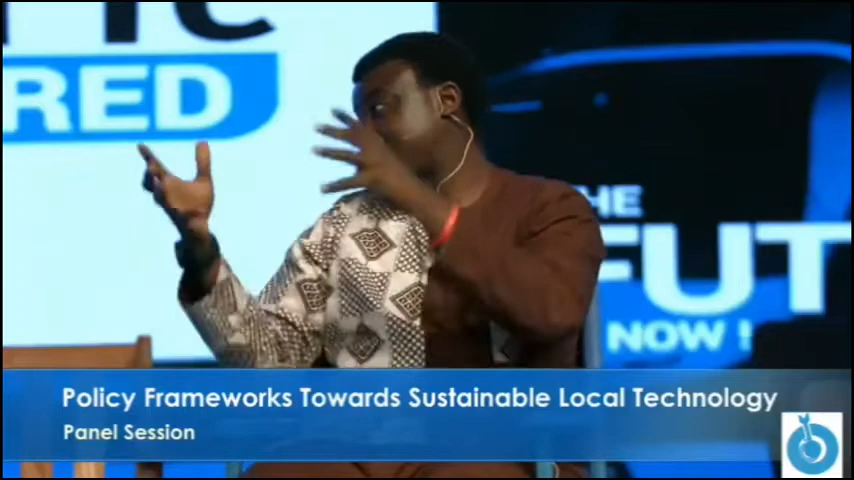 RED
THE
FUT
NOW !
Policy Frameworks Towards Sustainable Local Technology
Panel Session